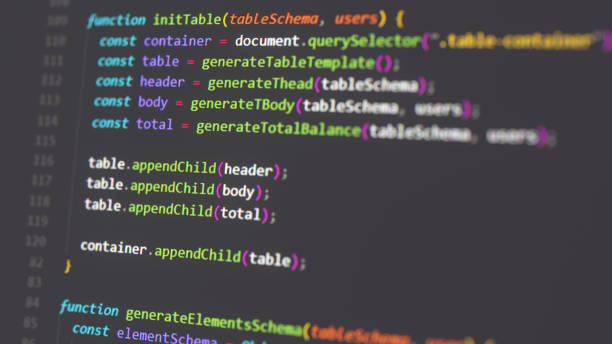 109 function initTable(tableSchema, users) {
110 const container = document.querySelector(".table-container")
111 const table = generateTableTemplate();
112 const header = generateThead(tableSchema);
113 const body = generateTBody(tableSchema, users);
114 const total = generateTotalBalance(tableSchema, users);
115
116 table.appendChild(header);
117 table.appendChild(body);
118 table.appendChild(total);
119
120 container.appendChild(table);
82 }
83
84 function generateElementsSchema(tableSchema, users) {
85 const elementSchema =
86